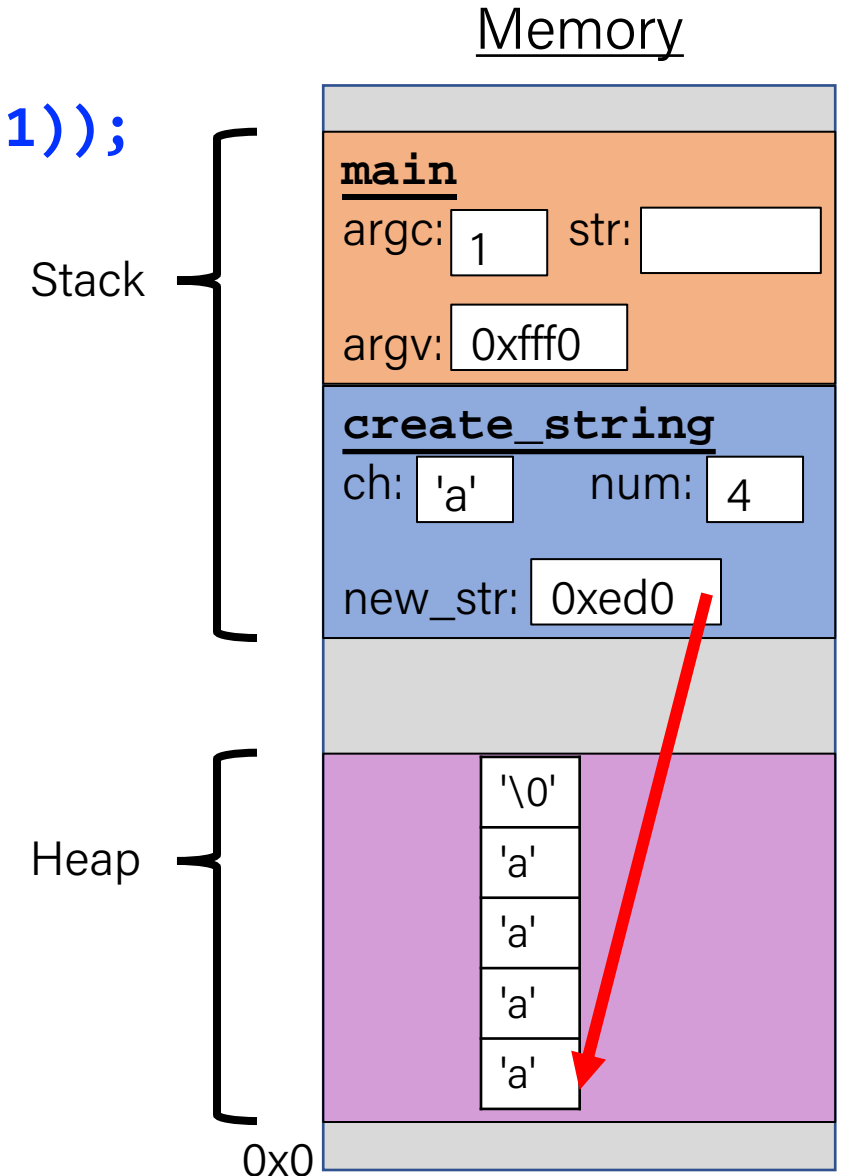 Memory
1));
main
argc: 1 str:
Stack
argv: 0xfff0
create_string
ch: 'a' num: 4
new_str: 0xed0
'\0'
Heap
'a'
'a'
'a'
'a'
0x0